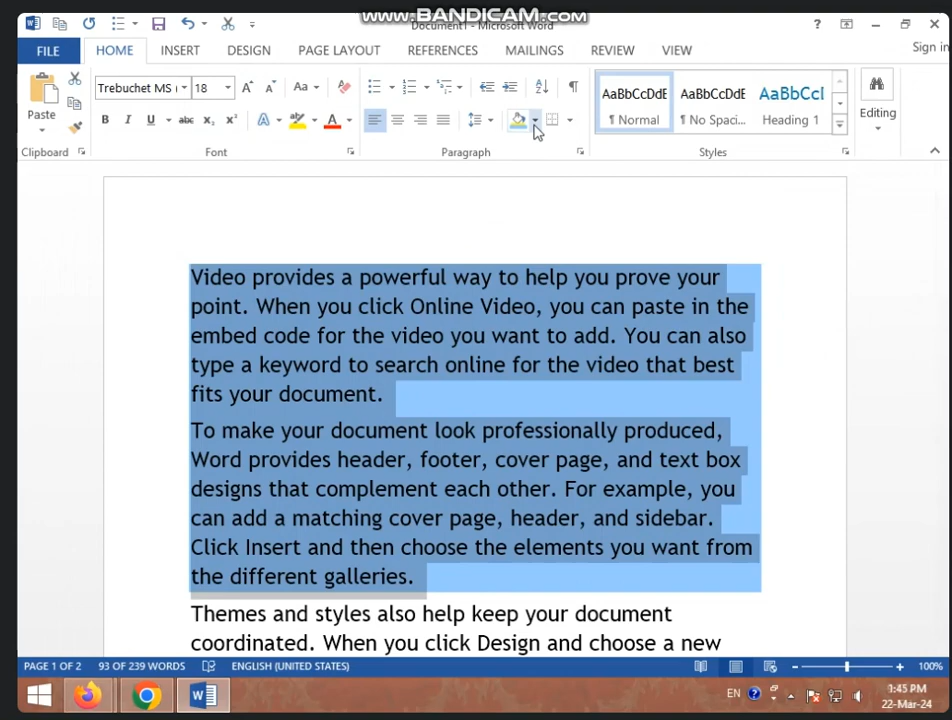 www.BANDICAM.com
Document1 - Microsoft Word
Sign in
FILE HOME INSERT DESIGN PAGE LAYOUT REFERENCES MAILINGS REVIEW VIEW
Paste
Trebuchet MS ( 18
Aa
B I U abc x₂ x²
AaBbCcDdE AaBbCcDdE AaBbCcI
¶ Normal ¶ No Spaci... Heading 1
Editing
Clipboard Font Paragraph Styles
Video provides a powerful way to help you prove your
point. When you click Online Video, you can paste in the
embed code for the video you want to add. You can also
type a keyword to search online for the video that best
fits your document.
To make your document look professionally produced,
Word provides header, footer, cover page, and text box
designs that complement each other. For example, you
can add a matching cover page, header, and sidebar.
Click Insert and then choose the elements you want from
the different galleries.
Themes and styles also help keep your document
coordinated. When you click Design and choose a new
PAGE 1 OF 2 93 OF 239 WORDS ENGLISH (UNITED STATES) 100%
EN 1:45 PM
22-Mar-24